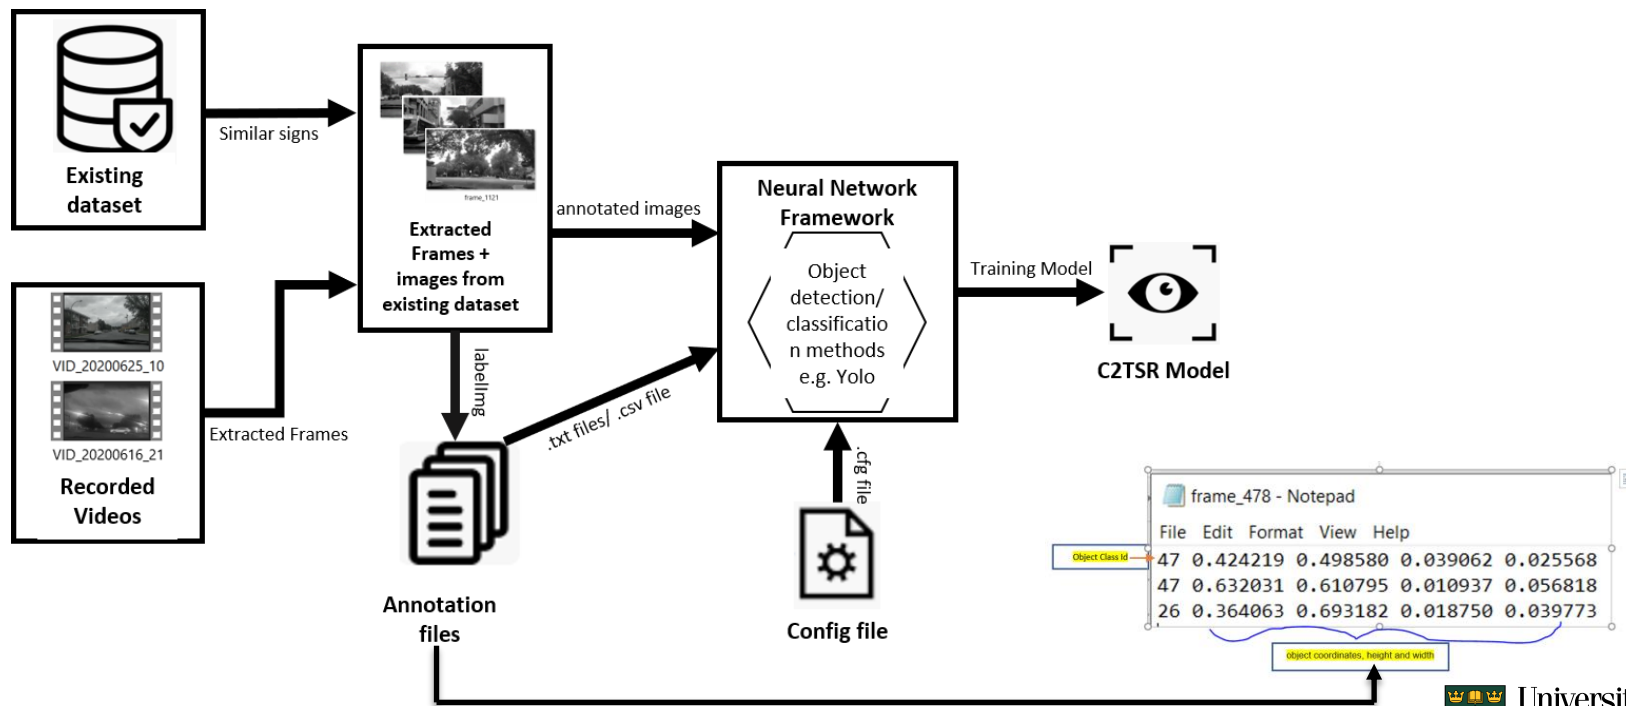 Existing
dataset
Similar signs
VID_20200625_10
VID_20200616_21
Recorded
Videos
Extracted Frames
frame_1121
Extracted
Frames +
images from
existing dataset
annotated images
labelImg
.txt files/ .csv file
Annotation
files
Neural Network
Framework
Object
detection/
classificatio
n methods
e.g. Yolo
.cfg file
Config file
Training Model
C2TSR Model
frame_478 - Notepad
File Edit Format View Help
Object Class Id
47 0.424219 0.498580 0.039062 0.025568
47 0.632031 0.610795 0.010937 0.056818
26 0.364063 0.693182 0.018750 0.039773
object coordinates, height and width